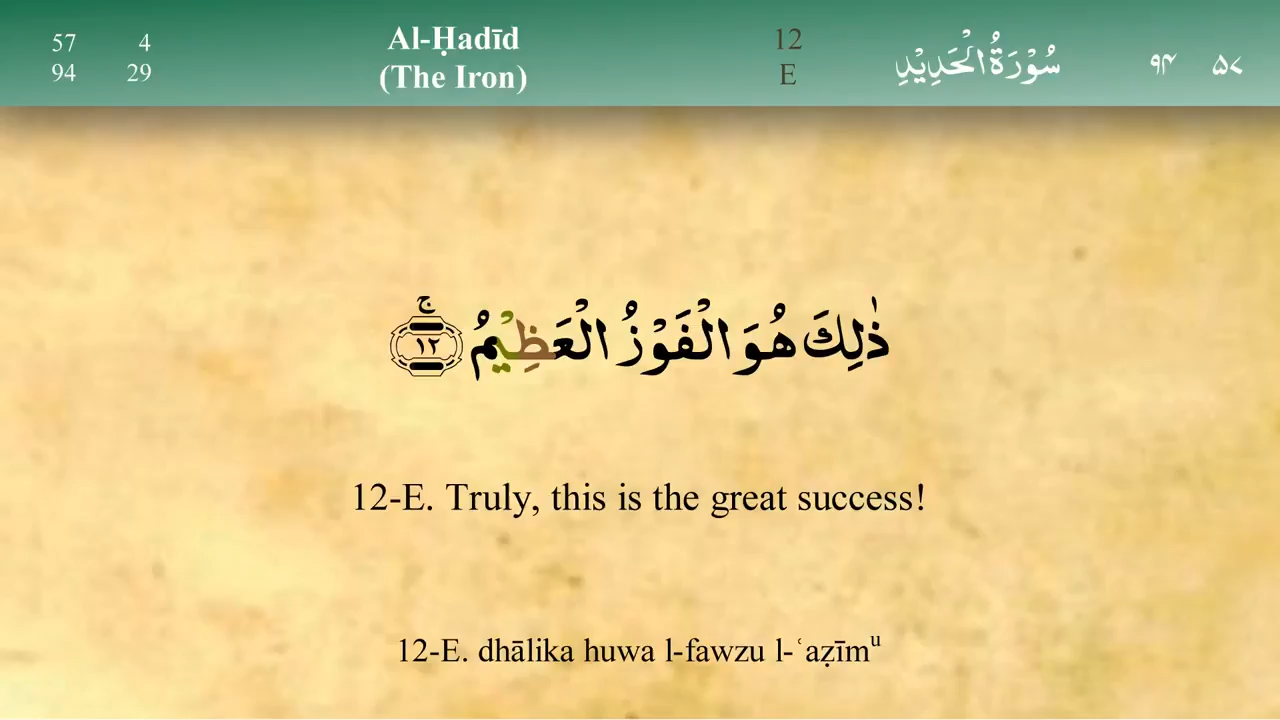 57 4 Al-Ḥadīd 12 سُوْرَةُ الْحَدِيْدِ ٩٤ ٥٧
94 29 (The Iron) E
ذٰلِكَ هُوَ الْفَوْزُ الْعَظِيْمُ ۚ ١٢
12-E. Truly, this is the great success!
12-E. dhālika huwa l-fawzu l-ʿaẓīmᵘ